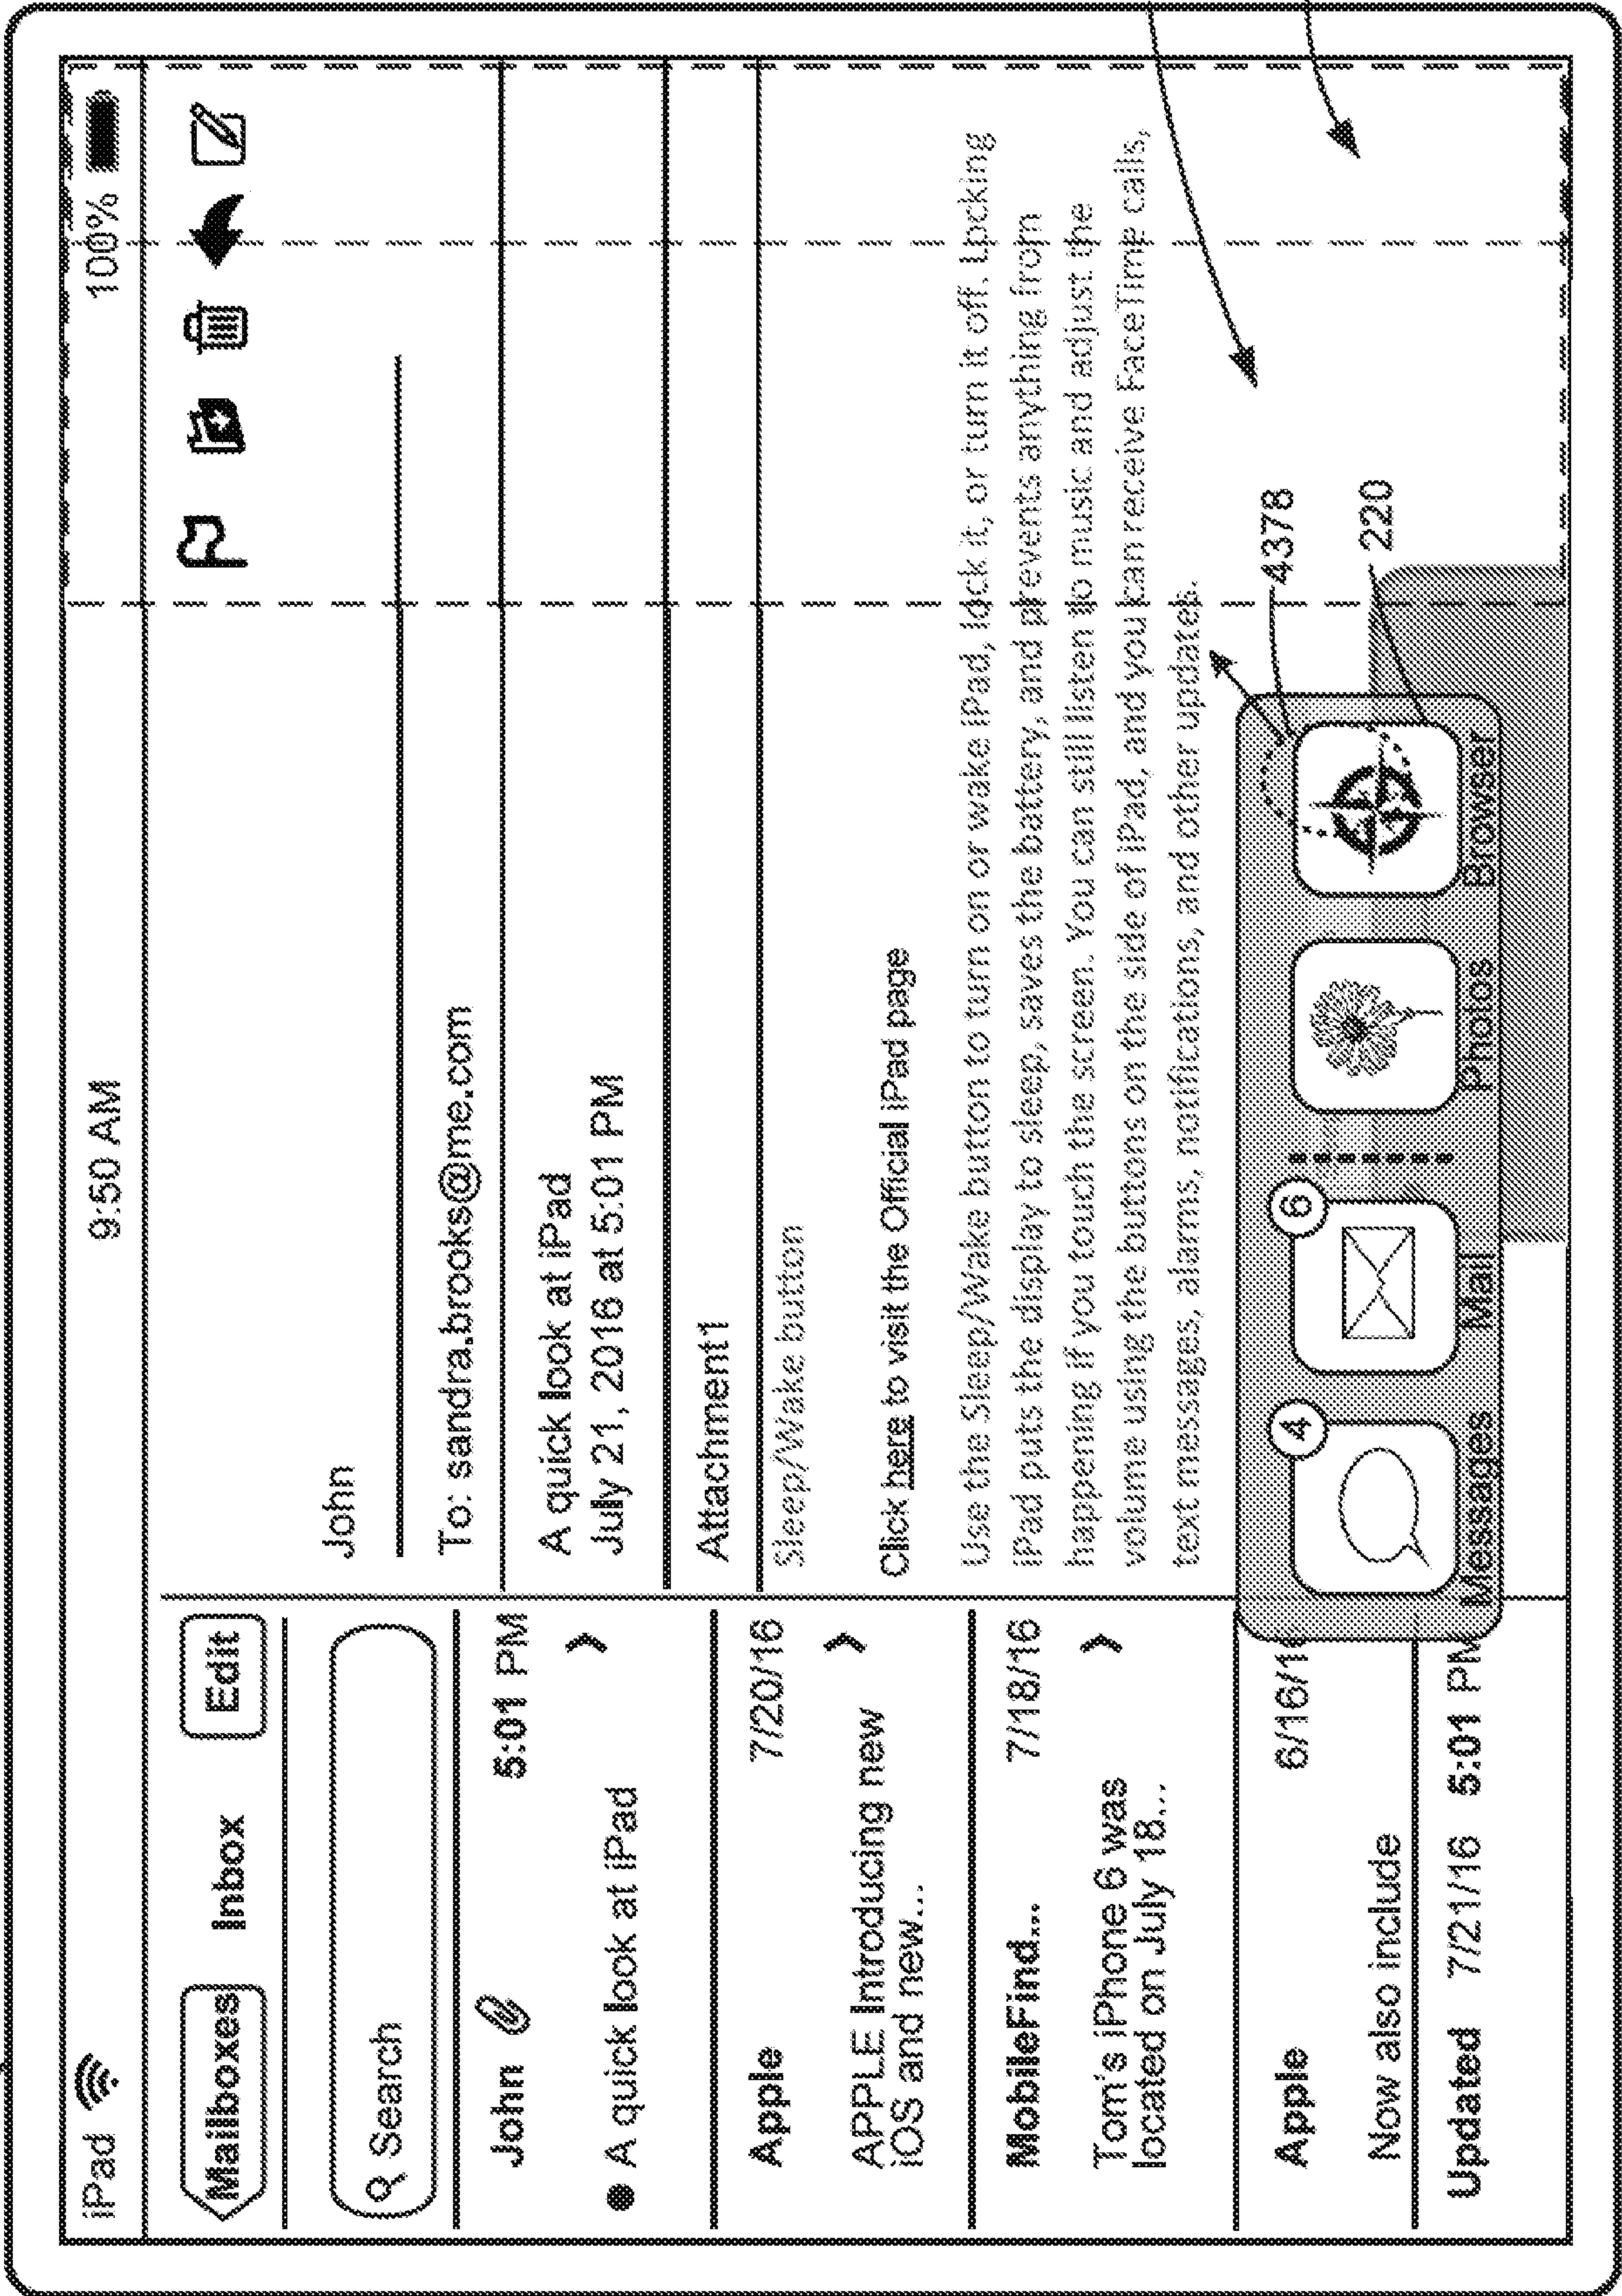 iPad 9:50 AM 100%
Mailboxes Inbox Edit
Search
John 5:01 PM
A quick look at iPad
Apple 7/20/16
APPLE Introducing new
iOS and new...
MobileFind... 7/18/16
Tom's iPhone 6 was
located on July 18...
Apple 6/16/1
Now also include
Updated 7/21/16 5:01 PM
John
To: sandra.brooks@me.com
A quick look at iPad
July 21, 2016 at 5:01 PM
Attachment1
Sleep/Wake button
Click here to visit the Official iPad page
Use the Sleep/Wake button to turn on or wake iPad, lock it, or turn it off. Locking
iPad puts the display to sleep, saves the battery, and prevents anything from
happening if you touch the screen. You can still listen to music and adjust the
volume using the buttons on the side of iPad, and you can receive FaceTime calls,
text messages, alarms, notifications, and other updates.
4378
220
4 6
Messages Mail Photos Browser